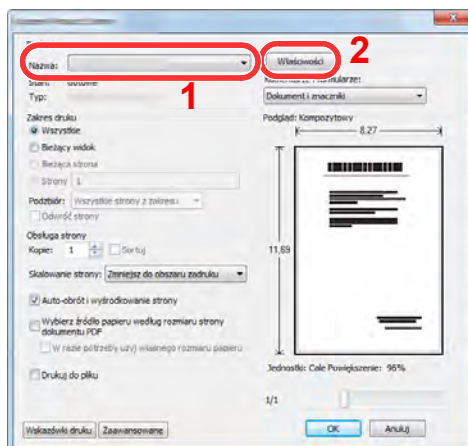 Nazwa:
Właściwości
2
1
Stan: Gotowe
Komentarze i formularze:
Typ:
Dokument i znaczniki
Zakres druku
Wszystkie
Bieżący widok
Bieżąca strona
Strony 1
Podzbiór: Wszystkie strony z zakresu
Odwróć strony
Obsługa strony
Kopie: 1 Sortuj
Skalowanie strony: Zmniejsz do obszaru zadruku
Auto-obrót i wyśrodkowanie strony
Wybierz źródło papieru według rozmiaru strony
dokumentu PDF
W razie potrzeby użyj własnego rozmiaru papieru
Drukuj do pliku
Podgląd: Kompozytowy
8,27
11,69
Jednostki: Cale Powiększenie: 96%
1/1
Wskazówki druku Zaawansowane
OK Anuluj